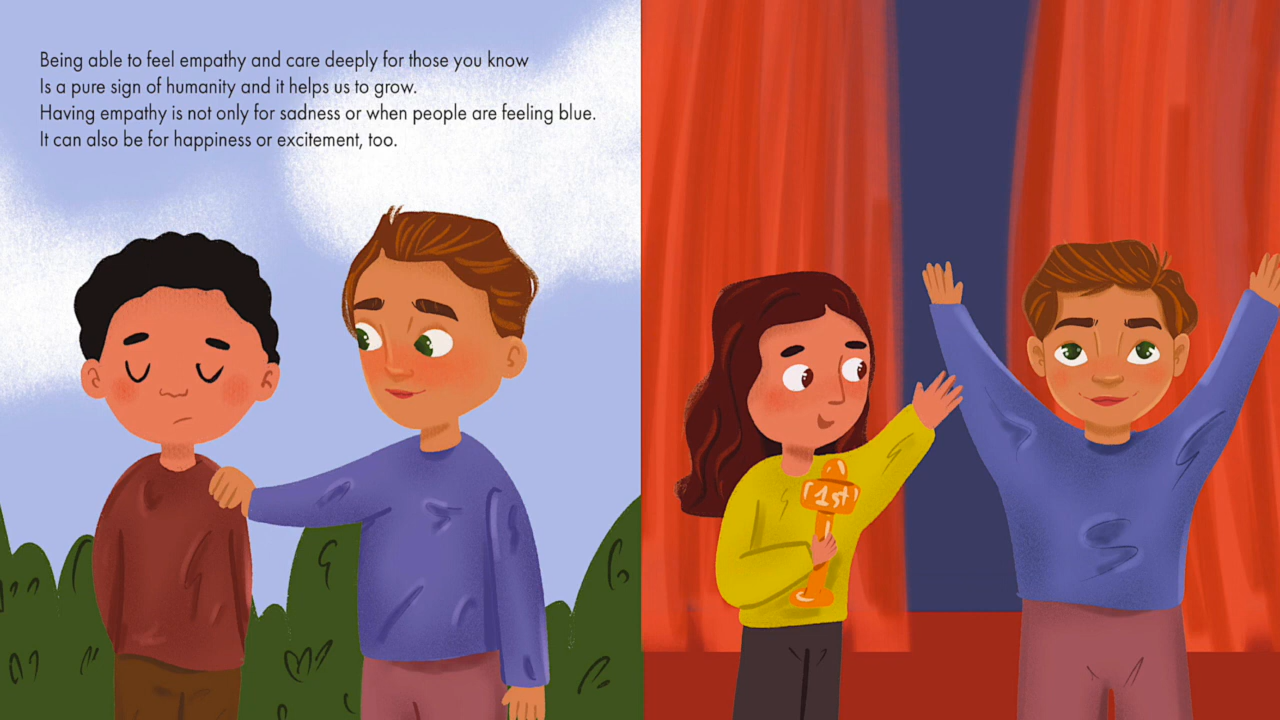 Being able to feel empathy and care deeply for those you know
Is a pure sign of humanity and it helps us to grow.
Having empathy is not only for sadness or when people are feeling blue.
It can also be for happiness or excitement, too.
1st